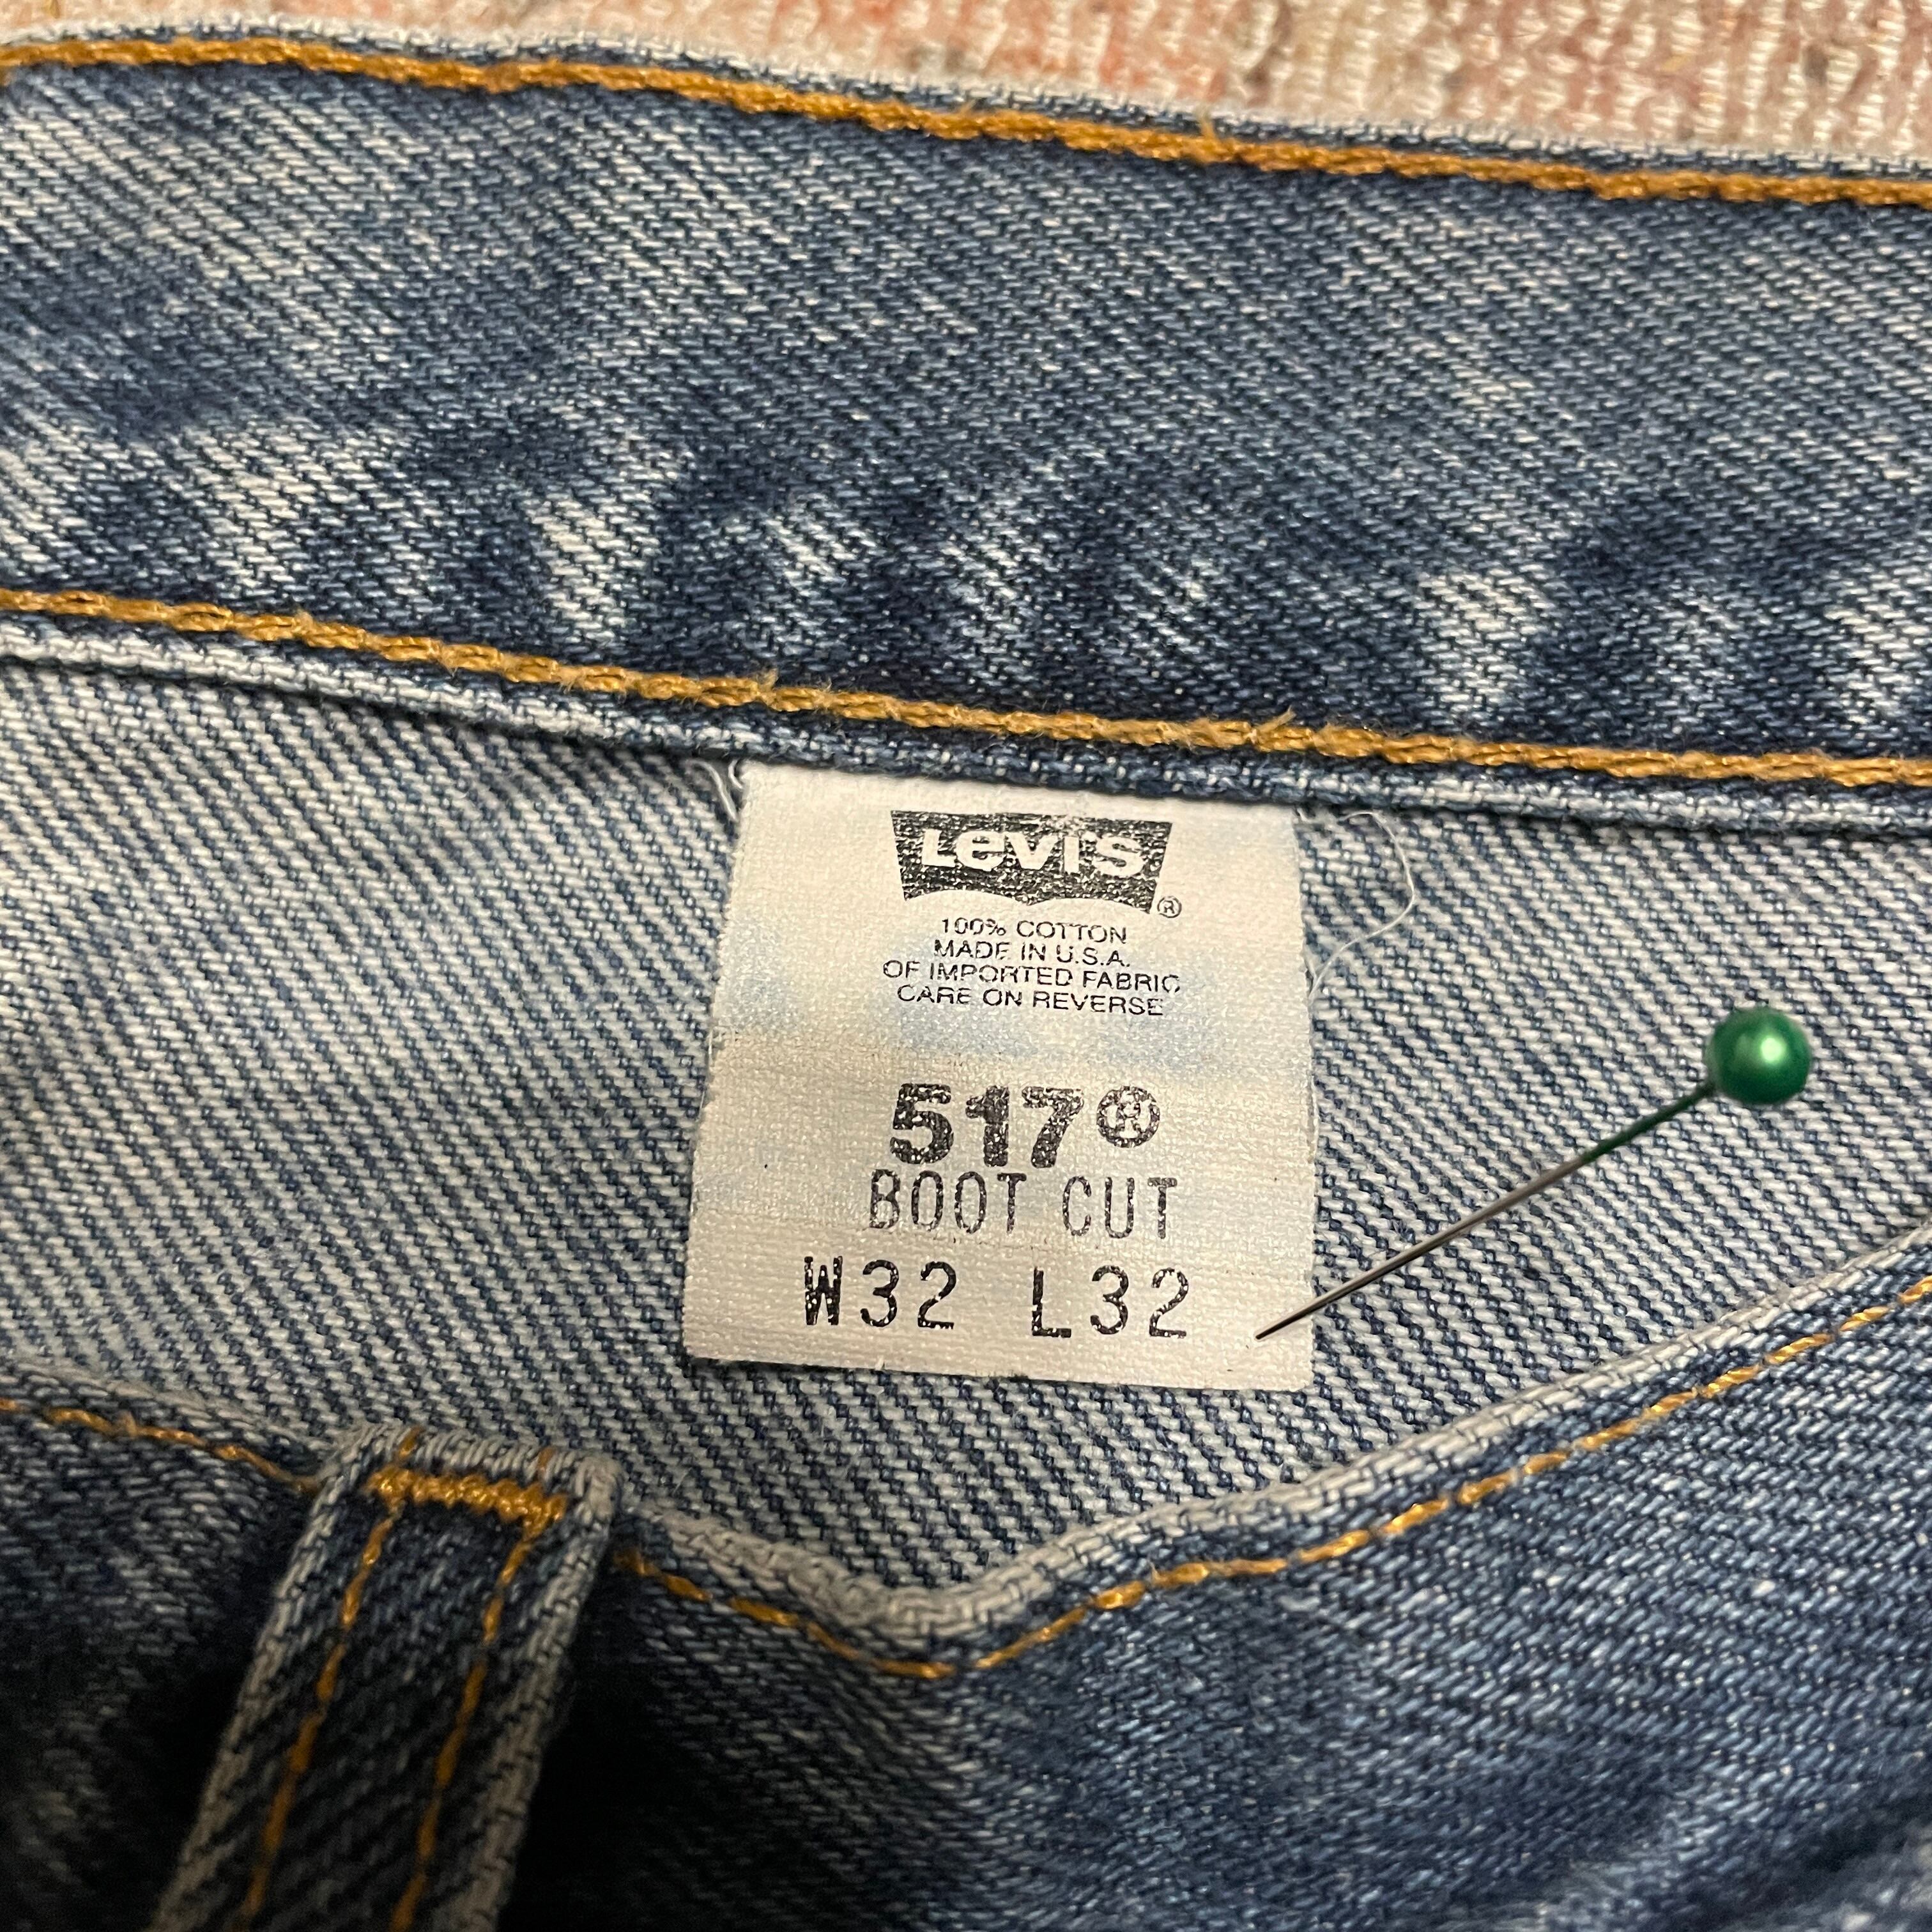 Levi's ®
100% COTTON
MADE IN U.S.A.
OF IMPORTED FABRIC
CARE ON REVERSE
517®
BOOT CUT
W32 L32